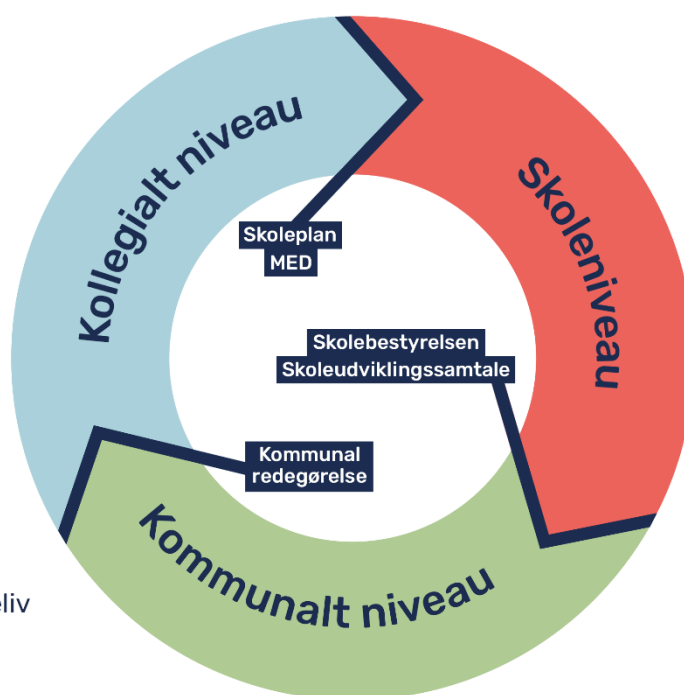 Kollegialt niveau
Skoleniveau
Skoleplan
MED
Skolebestyrelsen
Skoleudviklingssamtale
Kommunal
redegørelse
Kommunalt niveau